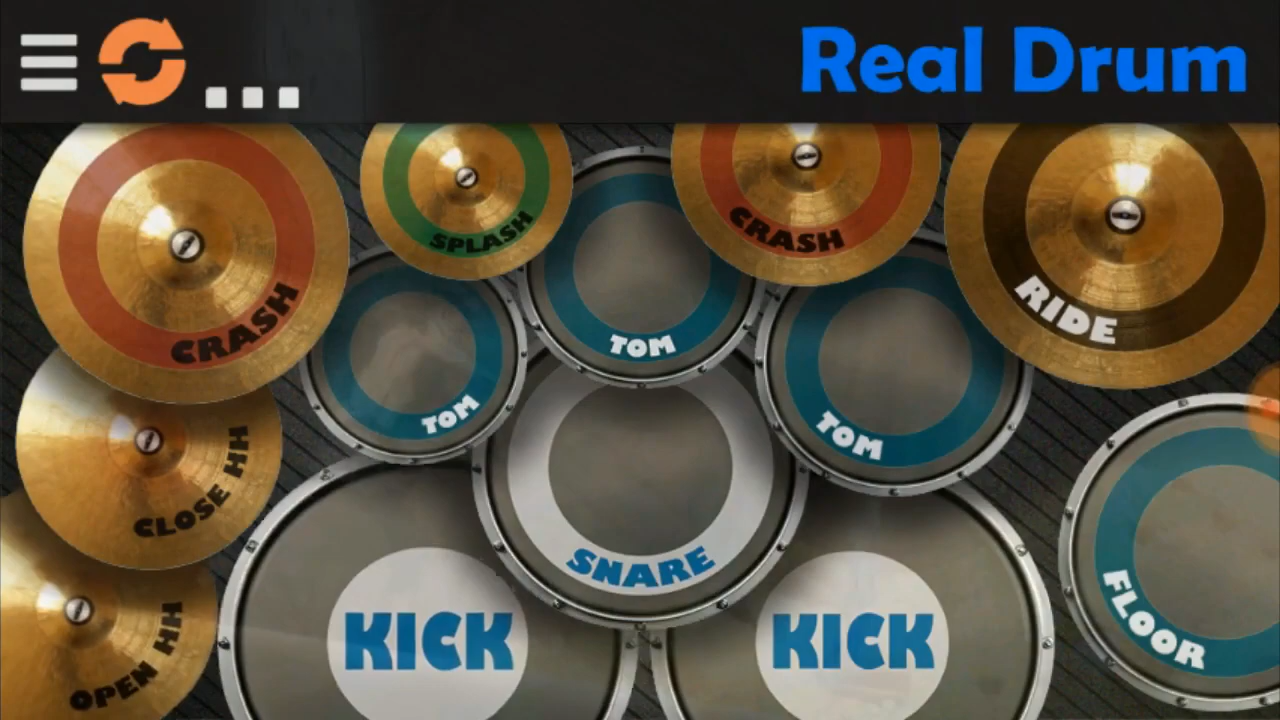 Real Drum
CRASH
SPLASH
CRASH
RIDE
TOM
TOM
TOM
CLOSE HH
SNARE
OPEN HH
KICK
KICK
FLOOR